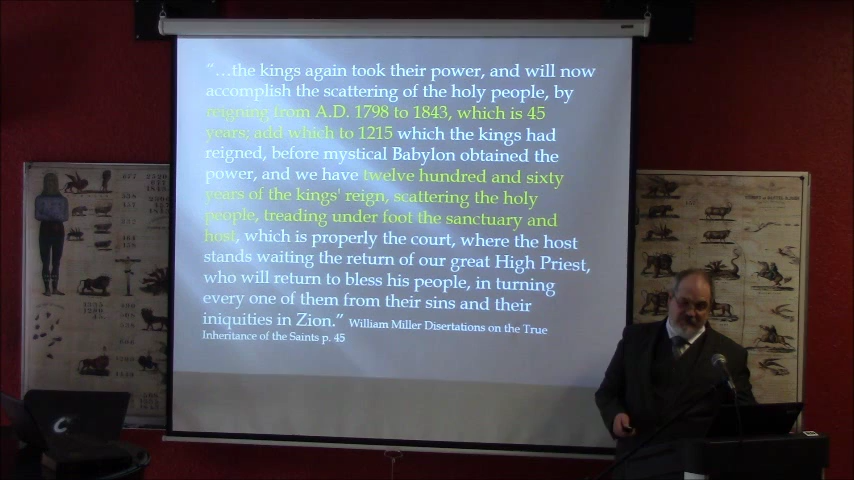 “…the kings again took their power, and will now
accomplish the scattering of the holy people, by
reigning from A.D. 1798 to 1843, which is 45
years; add which to 1215 which the kings had
reigned, before mystical Babylon obtained the
power, and we have twelve hundred and sixty
years of the kings' reign, scattering the holy
people, treading under foot the sanctuary and
host, which is properly the court, where the host
stands waiting the return of our great High Priest,
who will return to bless his people, in turning
every one of them from their sins and their
iniquities in Zion.” William Miller Disertations on the True
Inheritance of the Saints p. 45